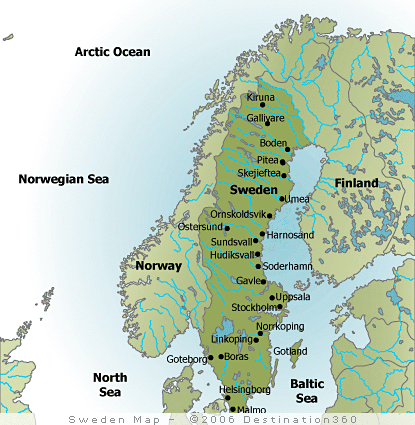 Arctic Ocean
Kiruna
Gallivare
Boden
Pitea
Skejieftea
Norwegian Sea
Sweden
Finland
Umea
Ornskoldsvik
Ostersund
Harnosand
Sundsvall
Hudiksvall
Norway
Soderhamn
Gavle
Uppsala
Stockholm
Norrkoping
Linkoping
Gotland
Goteborg
Boras
North
Sea
Helsingborg
Baltic
Sea
Malmo
Sweden Map - ©2006 Destination360